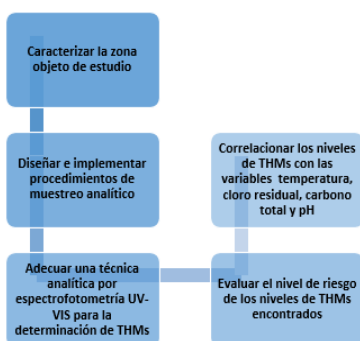 Caracterizar la zona
objeto de estudio
Diseñar e implementar
procedimientos de
muestreo analítico
Adecuar una técnica
analítica por
espectrofotometría UV-
VIS para la
determinación de THMs
Evaluar el nivel de riesgo
de los niveles de THMs
encontrados
Correlacionar los niveles
de THMs con las
variables temperatura,
cloro residual, carbono
total y pH